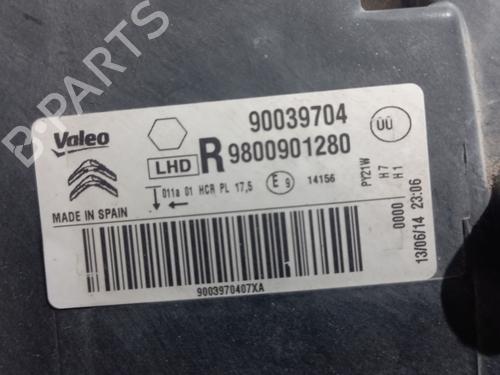 B-PARTS
Valeo
90039704
ÜÜ
LHD R 9800901280
011a 01 HCR PL 17,5 E9 14156
MADE IN SPAIN
PY21W
H7
H1
0000
13/06/14 23:06
9003970407XA